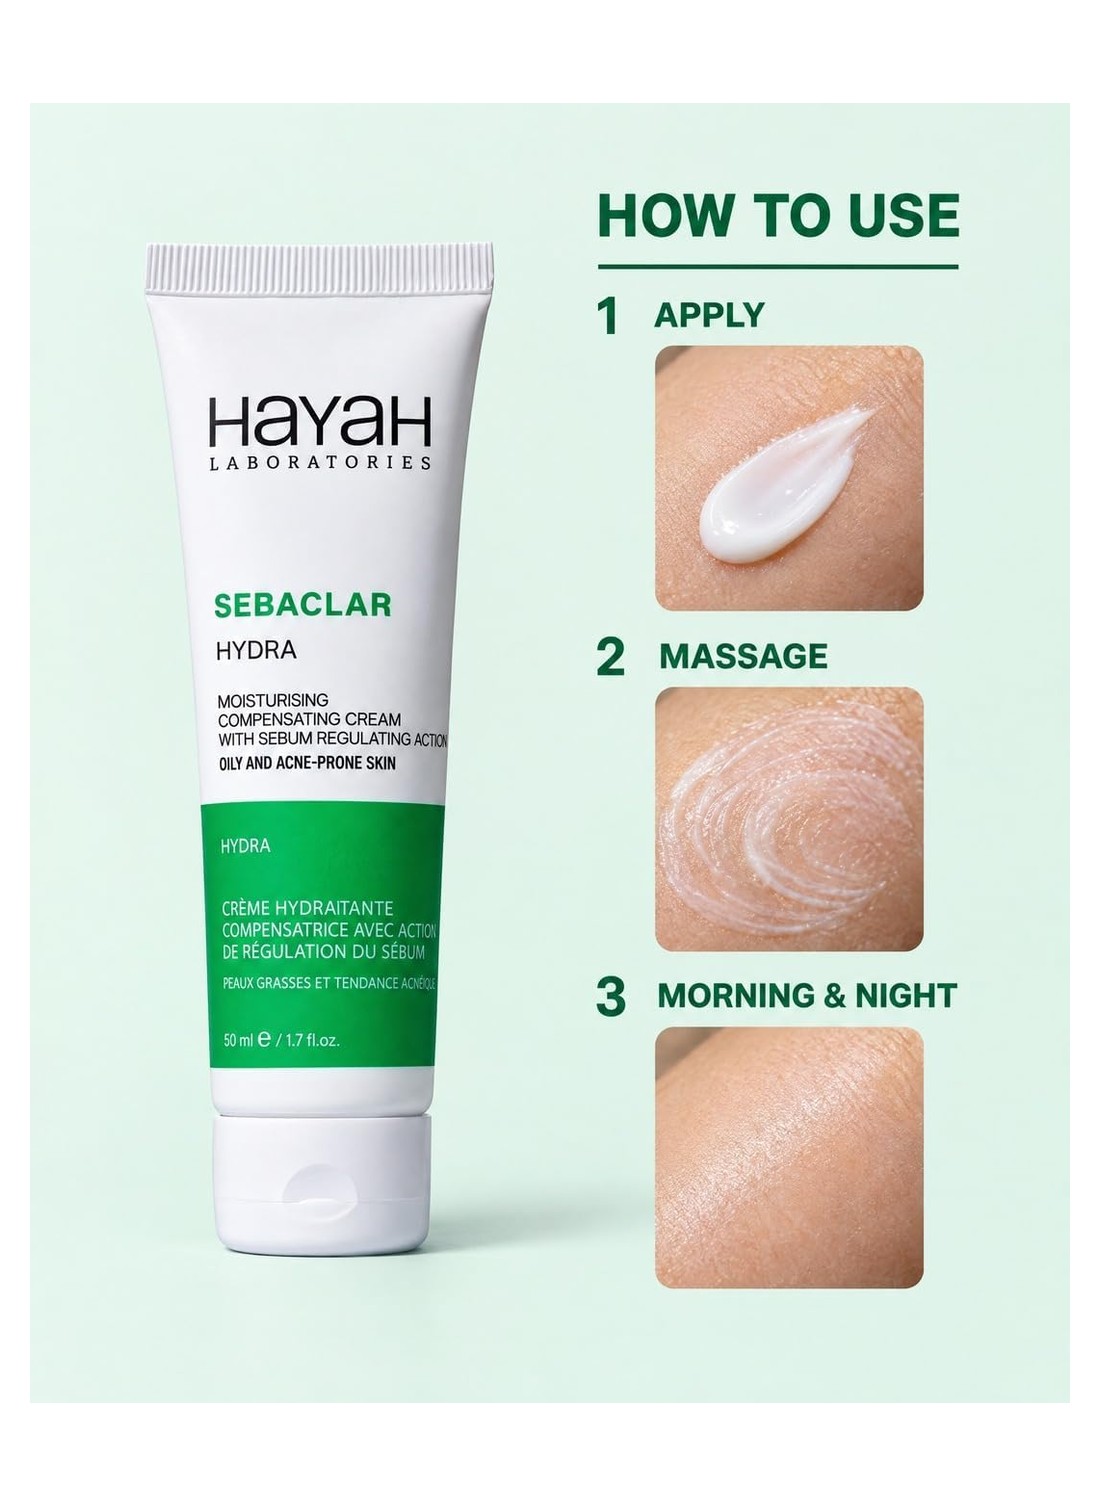 HAYAH
LABORATORIES
SEBACLAR
HYDRA
MOISTURISING
COMPENSATING CREAM
WITH SEBUM REGULATING ACTION
OILY AND ACNE-PRONE SKIN
HYDRA
CRÈME HYDRAITANTE
COMPENSATRICE AVEC ACTION
DE RÉGULATION DU SÉBUM
PEAUX GRASSES ET TENDANCE ACNÉIQUE
50 ml e / 1.7 fl.oz.
HOW TO USE
1 APPLY
2 MASSAGE
3 MORNING & NIGHT